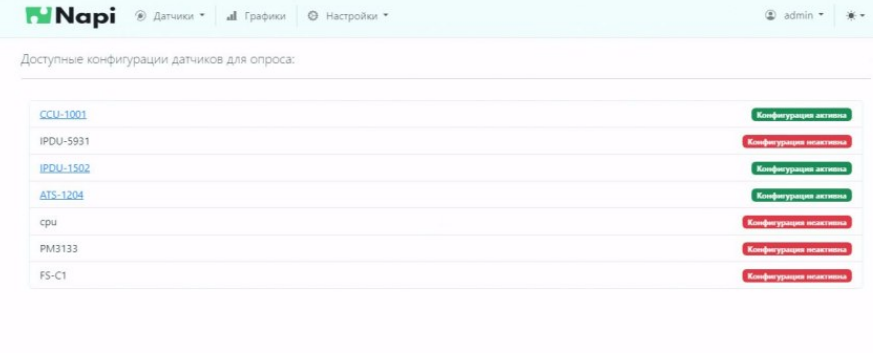 Napi Датчики Графики Настройки admin
Доступные конфигурации датчиков для опроса:
CCU-1001 Конфигурация активна
IPDU-5931 Конфигурация неактивна
IPDU-1502 Конфигурация активна
ATS-1204 Конфигурация активна
cpu Конфигурация неактивна
PM3133 Конфигурация неактивна
FS-C1 Конфигурация неактивна